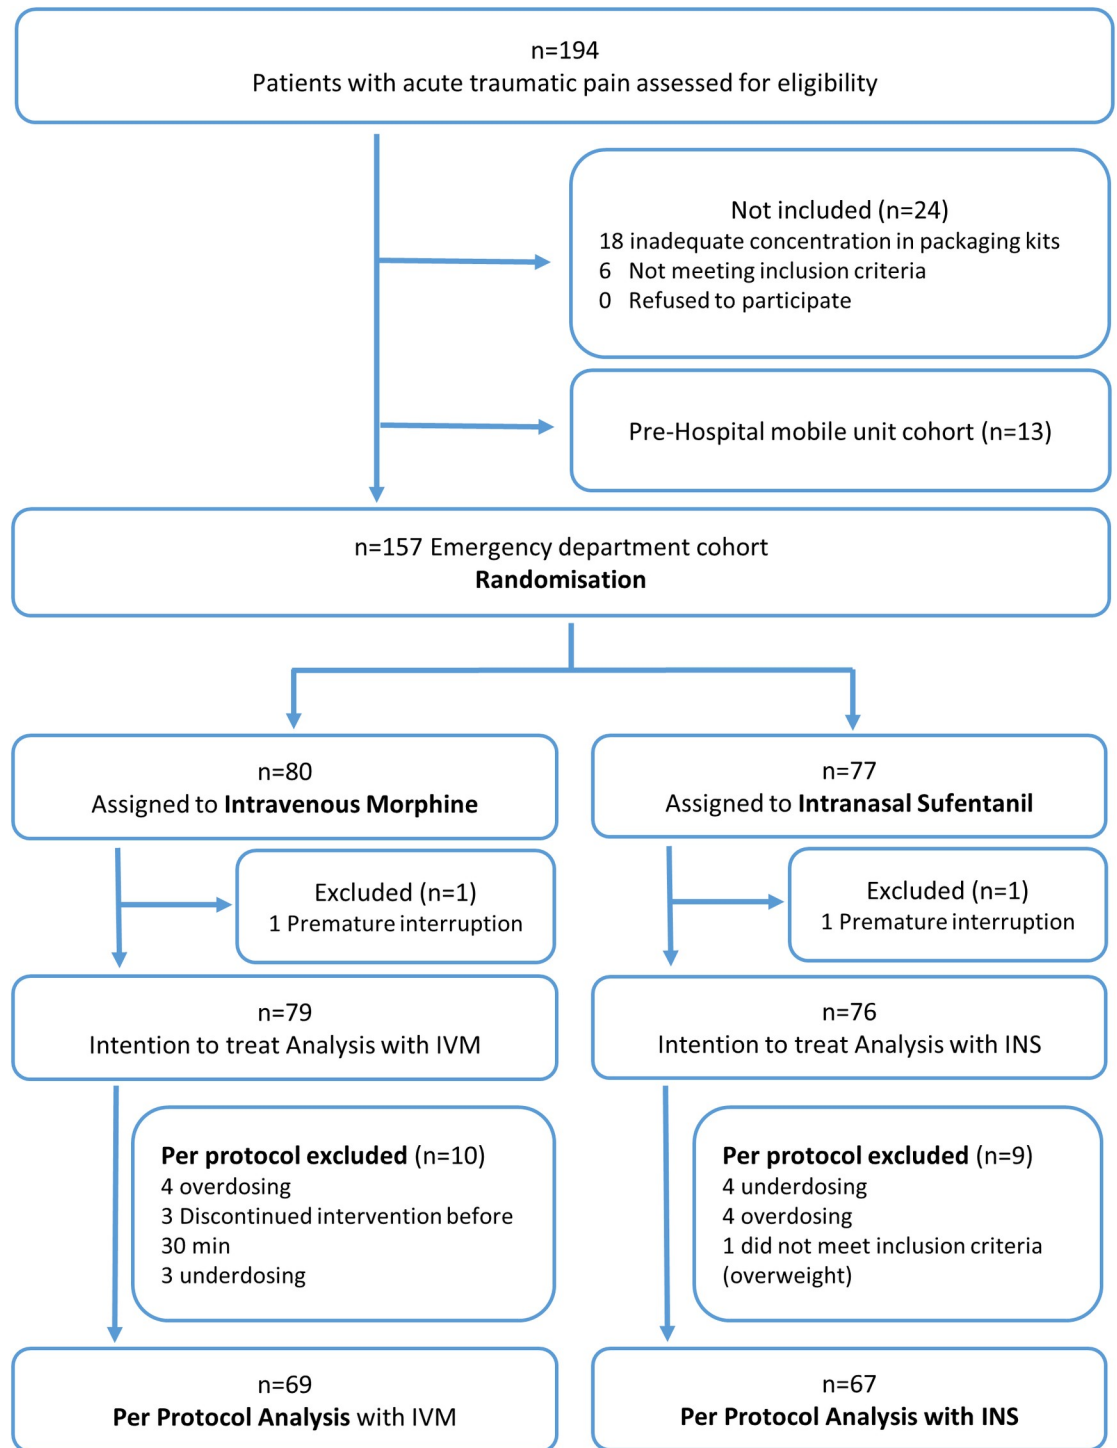 n=194
Patients with acute traumatic pain assessed for eligibility
Not included (n=24)
18 inadequate concentration in packaging kits
6 Not meeting inclusion criteria
0 Refused to participate
Pre-Hospital mobile unit cohort (n=13)
n=157 Emergency department cohort
Randomisation
n=80
Assigned to Intravenous Morphine
n=77
Assigned to Intranasal Sufentanil
Excluded (n=1)
1 Premature interruption
Excluded (n=1)
1 Premature interruption
n=79
Intention to treat Analysis with IVM
n=76
Intention to treat Analysis with INS
Per protocol excluded (n=10)
4 overdosing
3 Discontinued intervention before
30 min
3 underdosing
Per protocol excluded (n=9)
4 underdosing
4 overdosing
1 did not meet inclusion criteria
(overweight)
n=69
Per Protocol Analysis with IVM
n=67
Per Protocol Analysis with INS